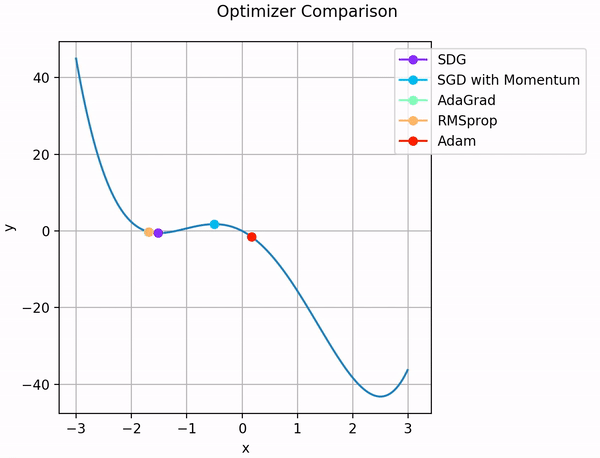 Optimizer Comparison
SDG
SGD with Momentum
AdaGrad
RMSprop
Adam
40
20
0
−20
−40
y
−3 −2 −1 0 1 2 3
x